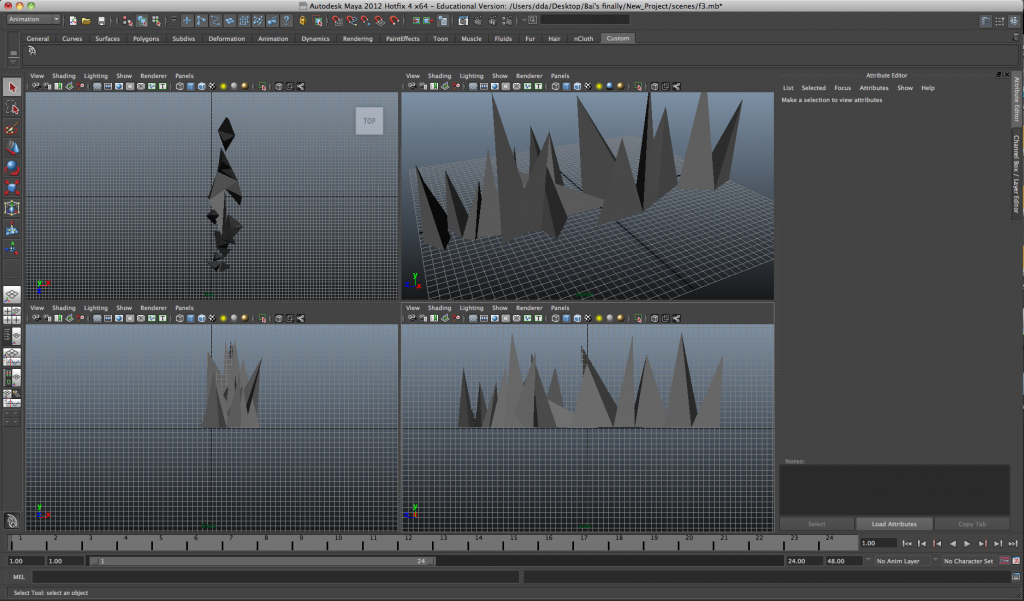 Autodesk Maya 2012 Hotfix 4 x64 - Educational Version: /Users/dda/Desktop/Bai's finally/New_Project/scenes/f3.mb*
Animation
General Curves Surfaces Polygons Subdivs Deformation Animation Dynamics Rendering PaintEffects Toon Muscle Fluids Fur Hair nCloth Custom
View Shading Lighting Show Renderer Panels
View Shading Lighting Show Renderer Panels
TOP
y
y
View Shading Lighting Show Renderer Panels
View Shading Lighting Show Renderer Panels
y
y
Attribute Editor
List Selected Focus Attributes Show Help
Make a selection to view attributes
Attribute Editor
Channel Box / Layer Editor
Notes:
Select Load Attributes Copy Tab
1 2 3 4 5 6 7 8 9 10 11 12 13 14 15 16 17 18 19 20 21 22 23 24
1.00
1.00 1.00 1 24 24.00 48.00 No Anim Layer No Character Set
MEL
Select Tool: select an object